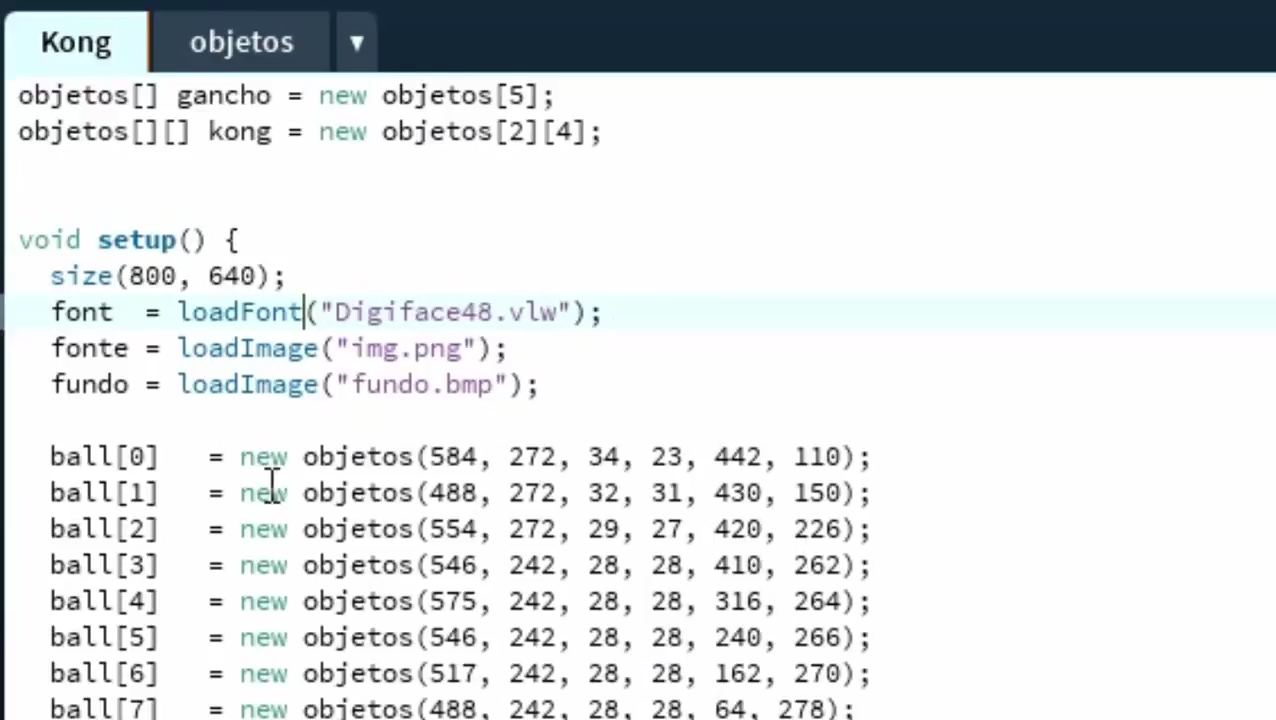 Kong objetos ▼
objetos[] gancho = new objetos[5];
objetos[][] kong = new objetos[2][4];
void setup() {
  size(800, 640);
  font  = loadFont("Digiface48.vlw");
  fonte = loadImage("img.png");
  fundo = loadImage("fundo.bmp");
  ball[0]   = new objetos(584, 272, 34, 23, 442, 110);
  ball[1]   = new objetos(488, 272, 32, 31, 430, 150);
  ball[2]   = new objetos(554, 272, 29, 27, 420, 226);
  ball[3]   = new objetos(546, 242, 28, 28, 410, 262);
  ball[4]   = new objetos(575, 242, 28, 28, 316, 264);
  ball[5]   = new objetos(546, 242, 28, 28, 240, 266);
  ball[6]   = new objetos(517, 242, 28, 28, 162, 270);
  ball[7]   = new objetos(488, 242, 28, 28, 64, 278);